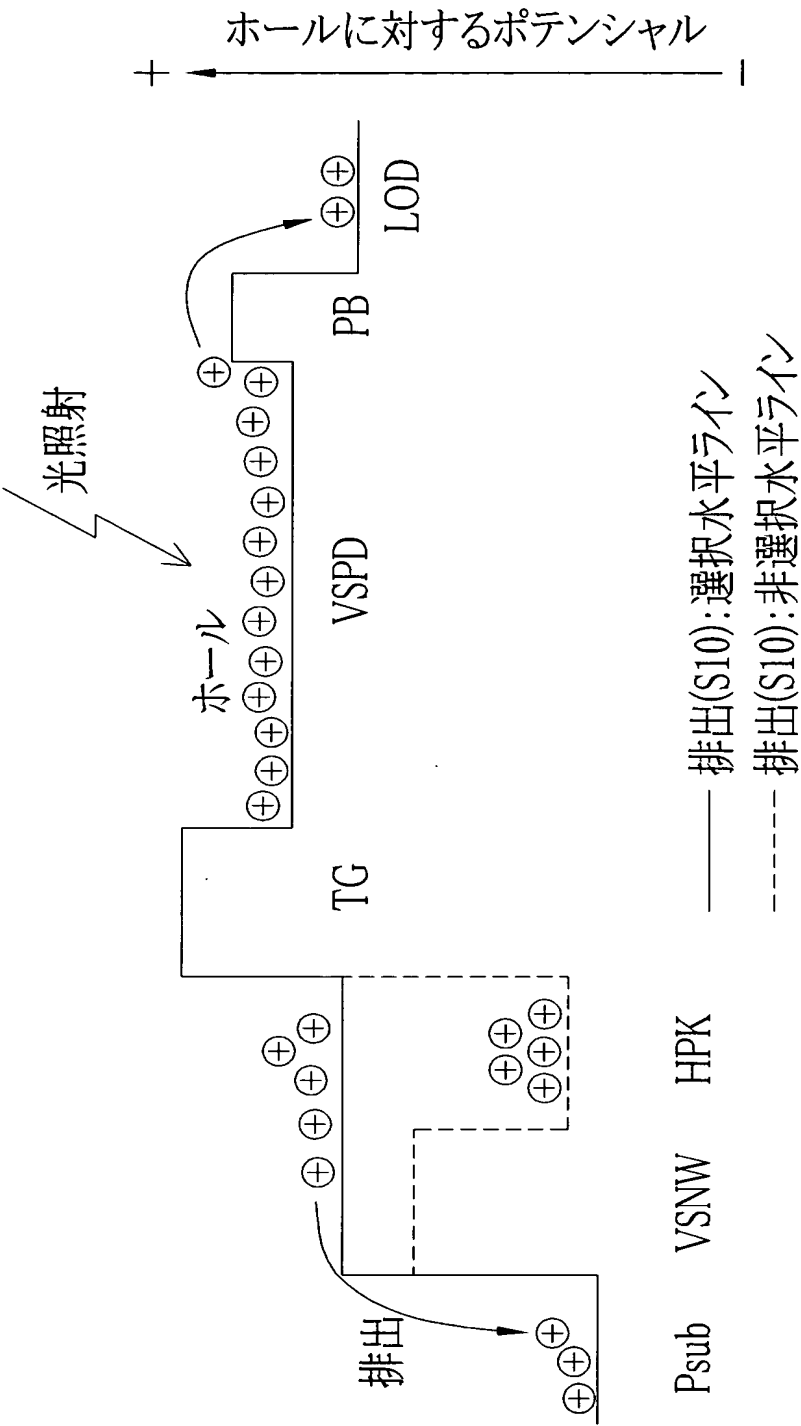 ホールに対するポテンシャル
+
-
光照射
ホール
排出
Psub
VSNW
HPK
TG
VSPD
PB
LOD
排出(S10):選択水平ライン
排出(S10):非選択水平ライン